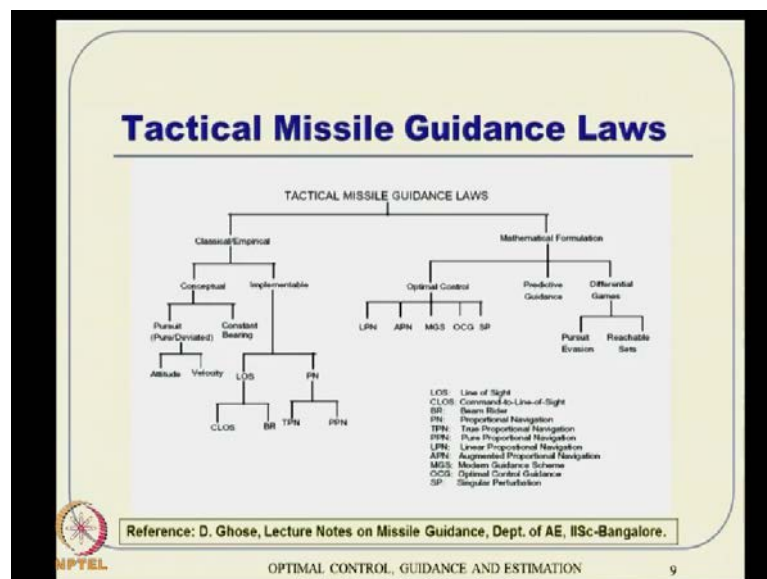 Tactical Missile Guidance Laws
TACTICAL MISSILE GUIDANCE LAWS
Classical/Empirical
Mathematical Formulation
Conceptual
Implementable
Optimal Control
Predictive
Guidance
Differential
Games
Pursuit
(Pure/Deviated)
Constant
Bearing
LPN APN MGS OCG SP
Pursuit
Evasion
Reachable
Sets
Attitude
Velocity
LOS
PN
CLOS
BR
TPN
PPN
LOS: Line of Sight
CLOS: Command-to-Line-of-Sight
BR: Beam Rider
PN: Proportional Navigation
TPN: True Proportional Navigation
PPN: Pure Proportional Navigation
LPN: Linear Proportional Navigation
APN: Augmented Proportional Navigation
MGS: Modern Guidance Scheme
OCG: Optimal Control Guidance
SP: Singular Perturbation
Reference: D. Ghose, Lecture Notes on Missile Guidance, Dept. of AE, IISc-Bangalore.
NPTEL
OPTIMAL CONTROL, GUIDANCE AND ESTIMATION 9